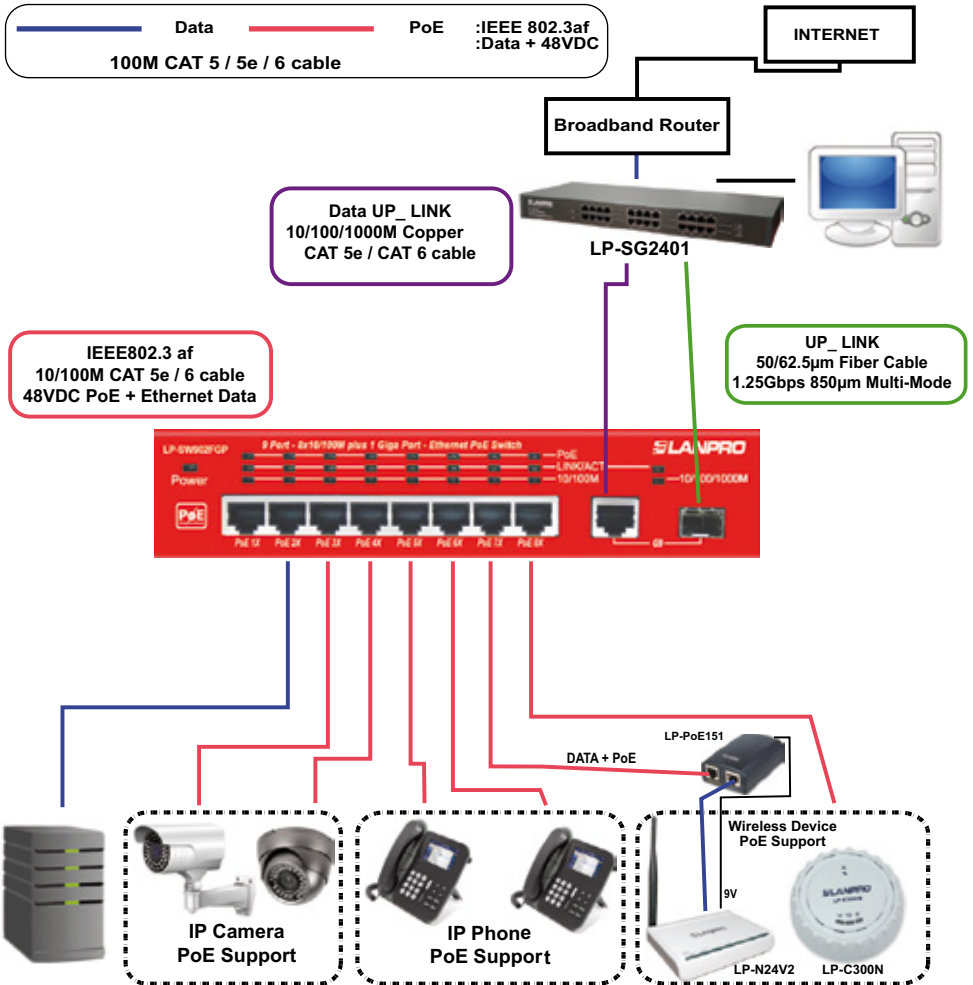 Data
PoE
:IEEE 802.3af
:Data + 48VDC
100M CAT 5 / 5e / 6 cable
INTERNET
Broadband Router
Data UP_ LINK
10/100/1000M Copper
CAT 5e / CAT 6 cable
LP-SG2401
IEEE802.3 af
10/100M CAT 5e / 6 cable
48VDC PoE + Ethernet Data
UP_ LINK
50/62.5µm Fiber Cable
1.25Gbps 850µm Multi-Mode
LP-SW902FGP
9 Port - 8x10/100M plus 1 Giga Port - Ethernet PoE Switch
LANPRO
Power
PoE
LINK/ACT
10/100M
10/100/1000M
PoE
PoE 1X
PoE 2X
PoE 3X
PoE 4X
PoE 5X
PoE 6X
PoE 7X
PoE 8X
G9
LP-PoE151
DATA + PoE
Wireless Device
PoE Support
9V
LANPRO
LANPRO
IP Camera
PoE Support
IP Phone
PoE Support
LP-N24V2
LP-C300N